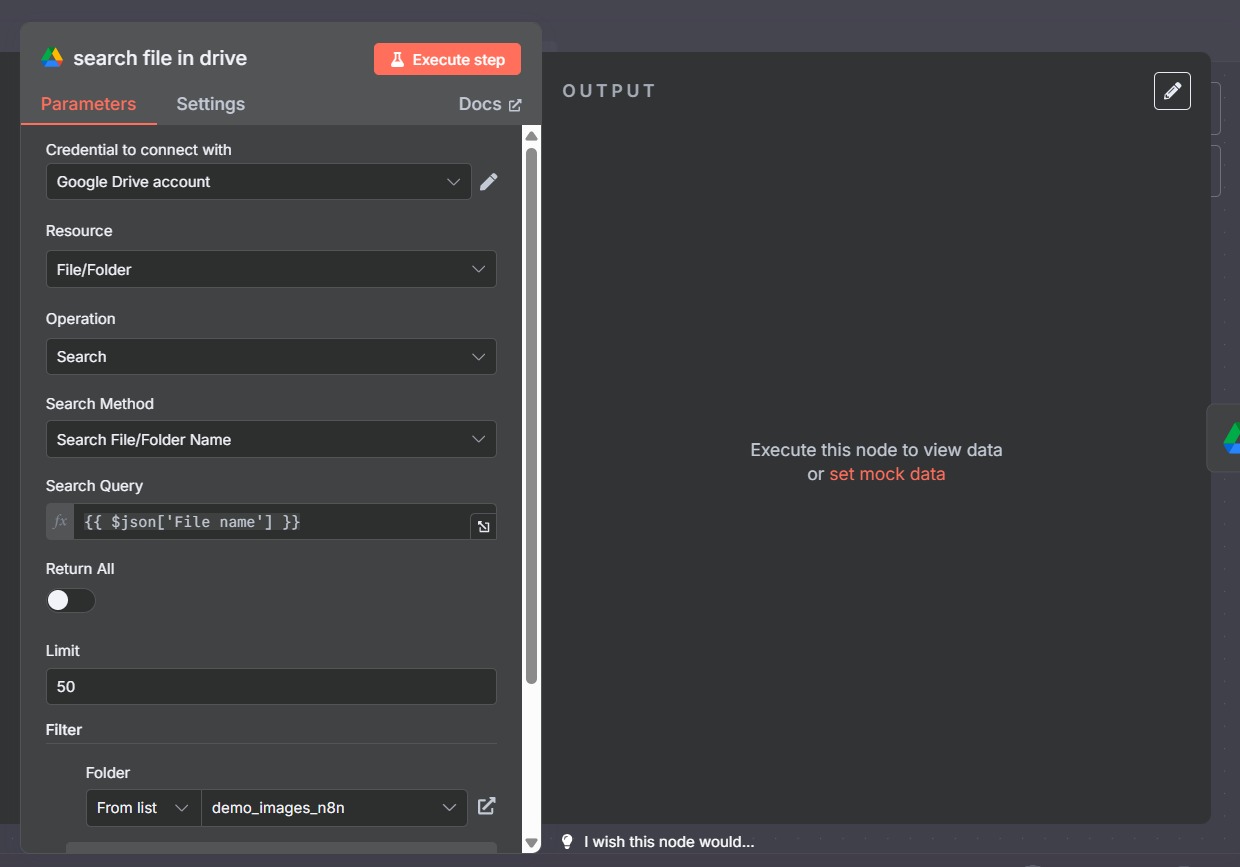 search file in drive
Execute step
Parameters
Settings
Docs
Credential to connect with
Google Drive account
Resource
File/Folder
Operation
Search
Search Method
Search File/Folder Name
Search Query
fx {{ $json['File name'] }}
Return All
Limit
50
Filter
Folder
From list
demo_images_n8n
OUTPUT
Execute this node to view data
or set mock data
I wish this node would...